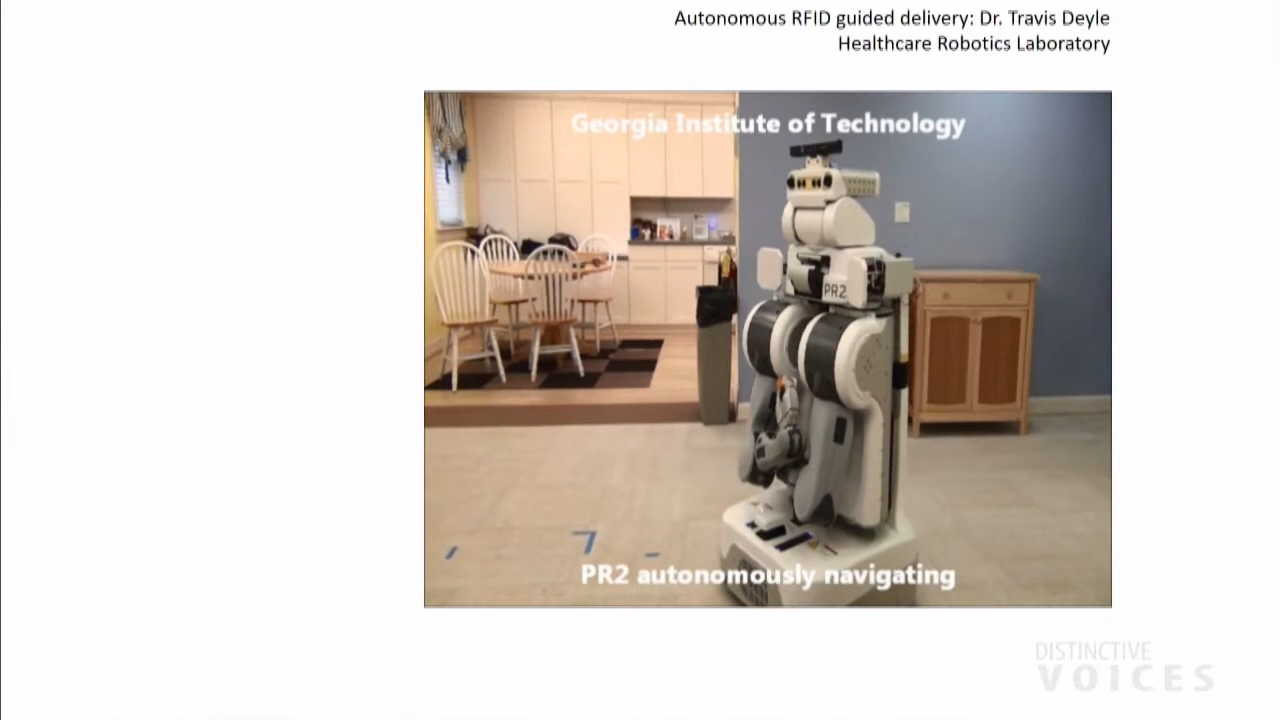 Autonomous RFID guided delivery: Dr. Travis Deyle
Healthcare Robotics Laboratory
Georgia Institute of Technology
PR2
PR2 autonomously navigating
DISTINCTIVE
VOICES